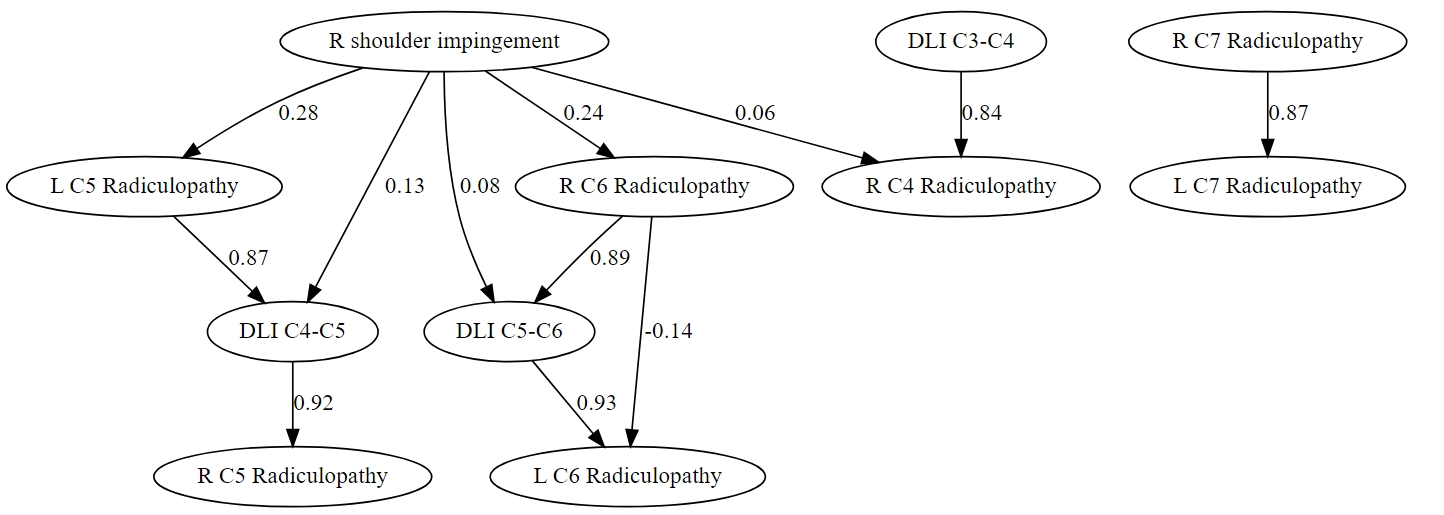 R shoulder impingement
DLI C3-C4
R C7 Radiculopathy
0.28
0.24
0.06
0.84
0.87
L C5 Radiculopathy
0.13
0.08
R C6 Radiculopathy
R C4 Radiculopathy
L C7 Radiculopathy
0.87
0.89
DLI C4-C5
DLI C5-C6
-0.14
0.92
0.93
R C5 Radiculopathy
L C6 Radiculopathy